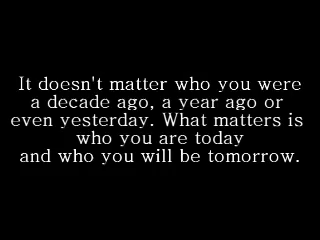 It doesn't matter who you were
a decade ago, a year ago or
even yesterday. What matters is
who you are today
and who you will be tomorrow.